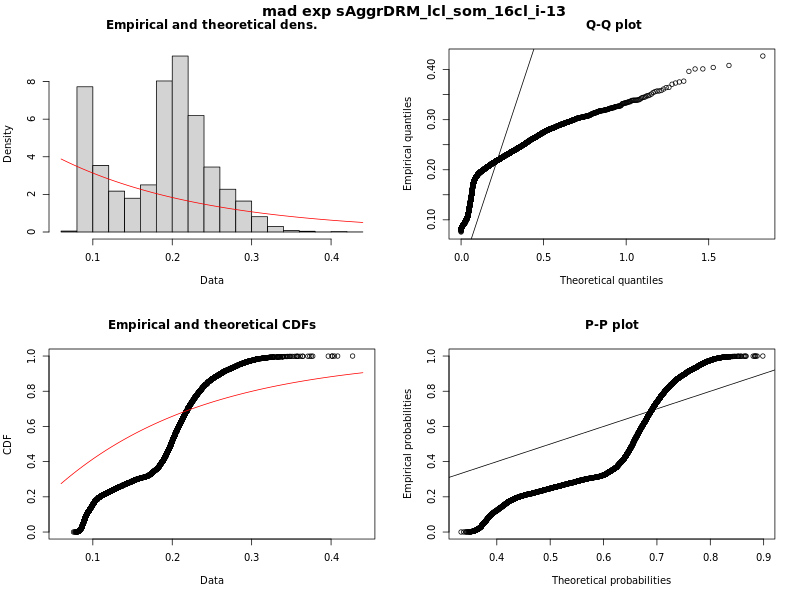 mad exp sAggrDRM_lcl_som_16cl_i-13
Empirical and theoretical dens.
Density
0 2 4 6 8
0.1 0.2 0.3 0.4
Data
Q-Q plot
Empirical quantiles
0.10 0.20 0.30 0.40
0.0 0.5 1.0 1.5
Theoretical quantiles
Empirical and theoretical CDFs
CDF
0.0 0.2 0.4 0.6 0.8 1.0
0.1 0.2 0.3 0.4
Data
P-P plot
Empirical probabilities
0.0 0.2 0.4 0.6 0.8 1.0
0.4 0.5 0.6 0.7 0.8 0.9
Theoretical probabilities